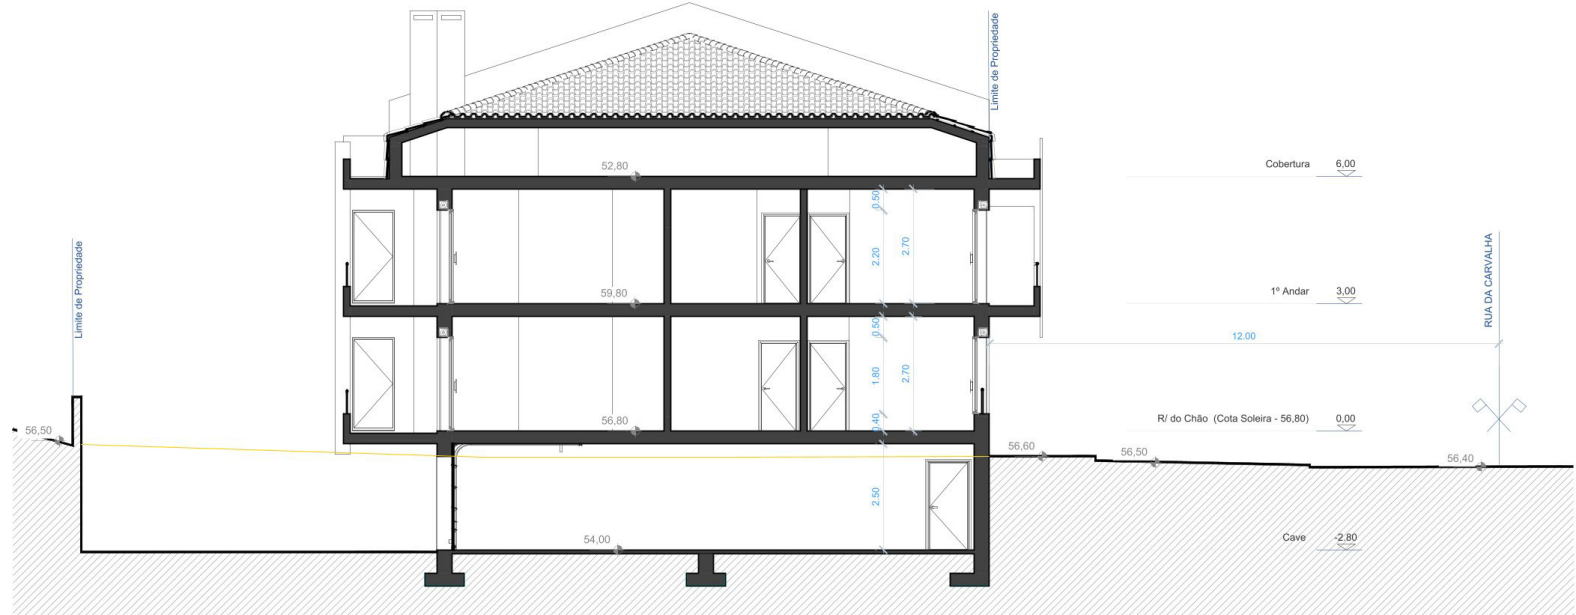 Limite de Propriedade
52,80
Cobertura 6,00
0.50
2.20
2.70
Limite de Propriedade
RUA DA CARVALHA
59,80
1º Andar 3,00
0.50
12.00
1.80
2.70
0.40
56,50
56,80
R/ do Chão (Cota Soleira - 56,80) 0,00
56,60
56,50
56,40
2.50
54,00
Cave -2.80